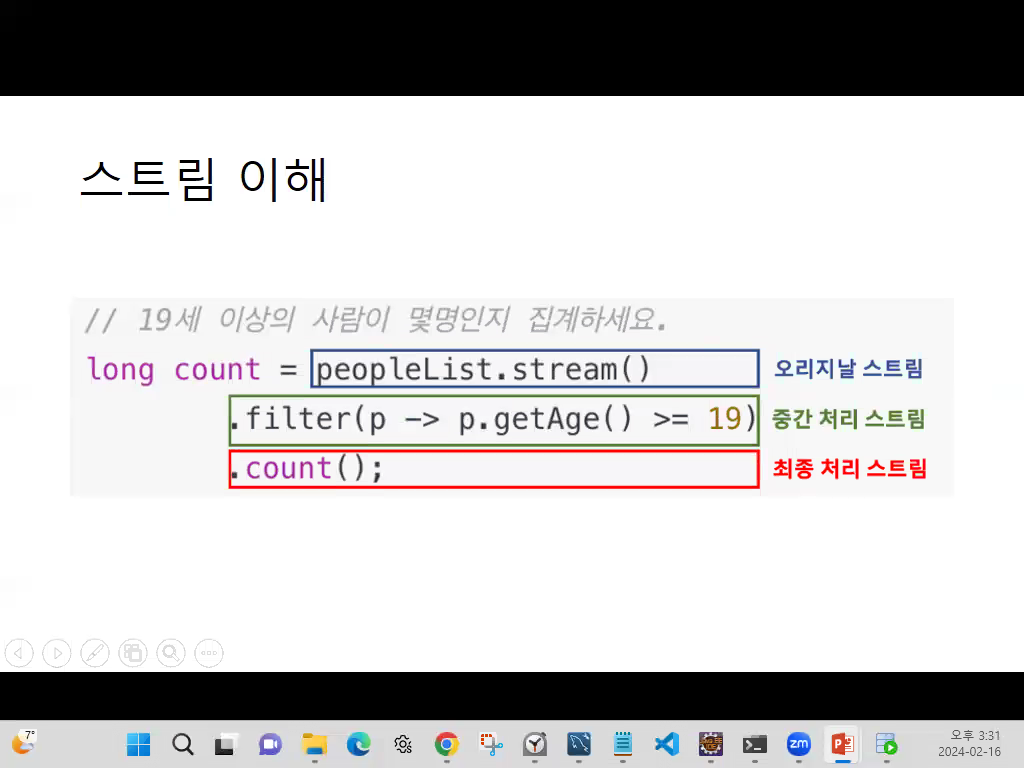 스트림 이해
// 19세 이상의 사람이 몇명인지 집계하세요.
long count = peopleList.stream() 오리지날 스트림
.filter(p -> p.getAge() >= 19) 중간 처리 스트림
.count(); 최종 처리 스트림
7°
zm
오후 3:31
2024-02-16